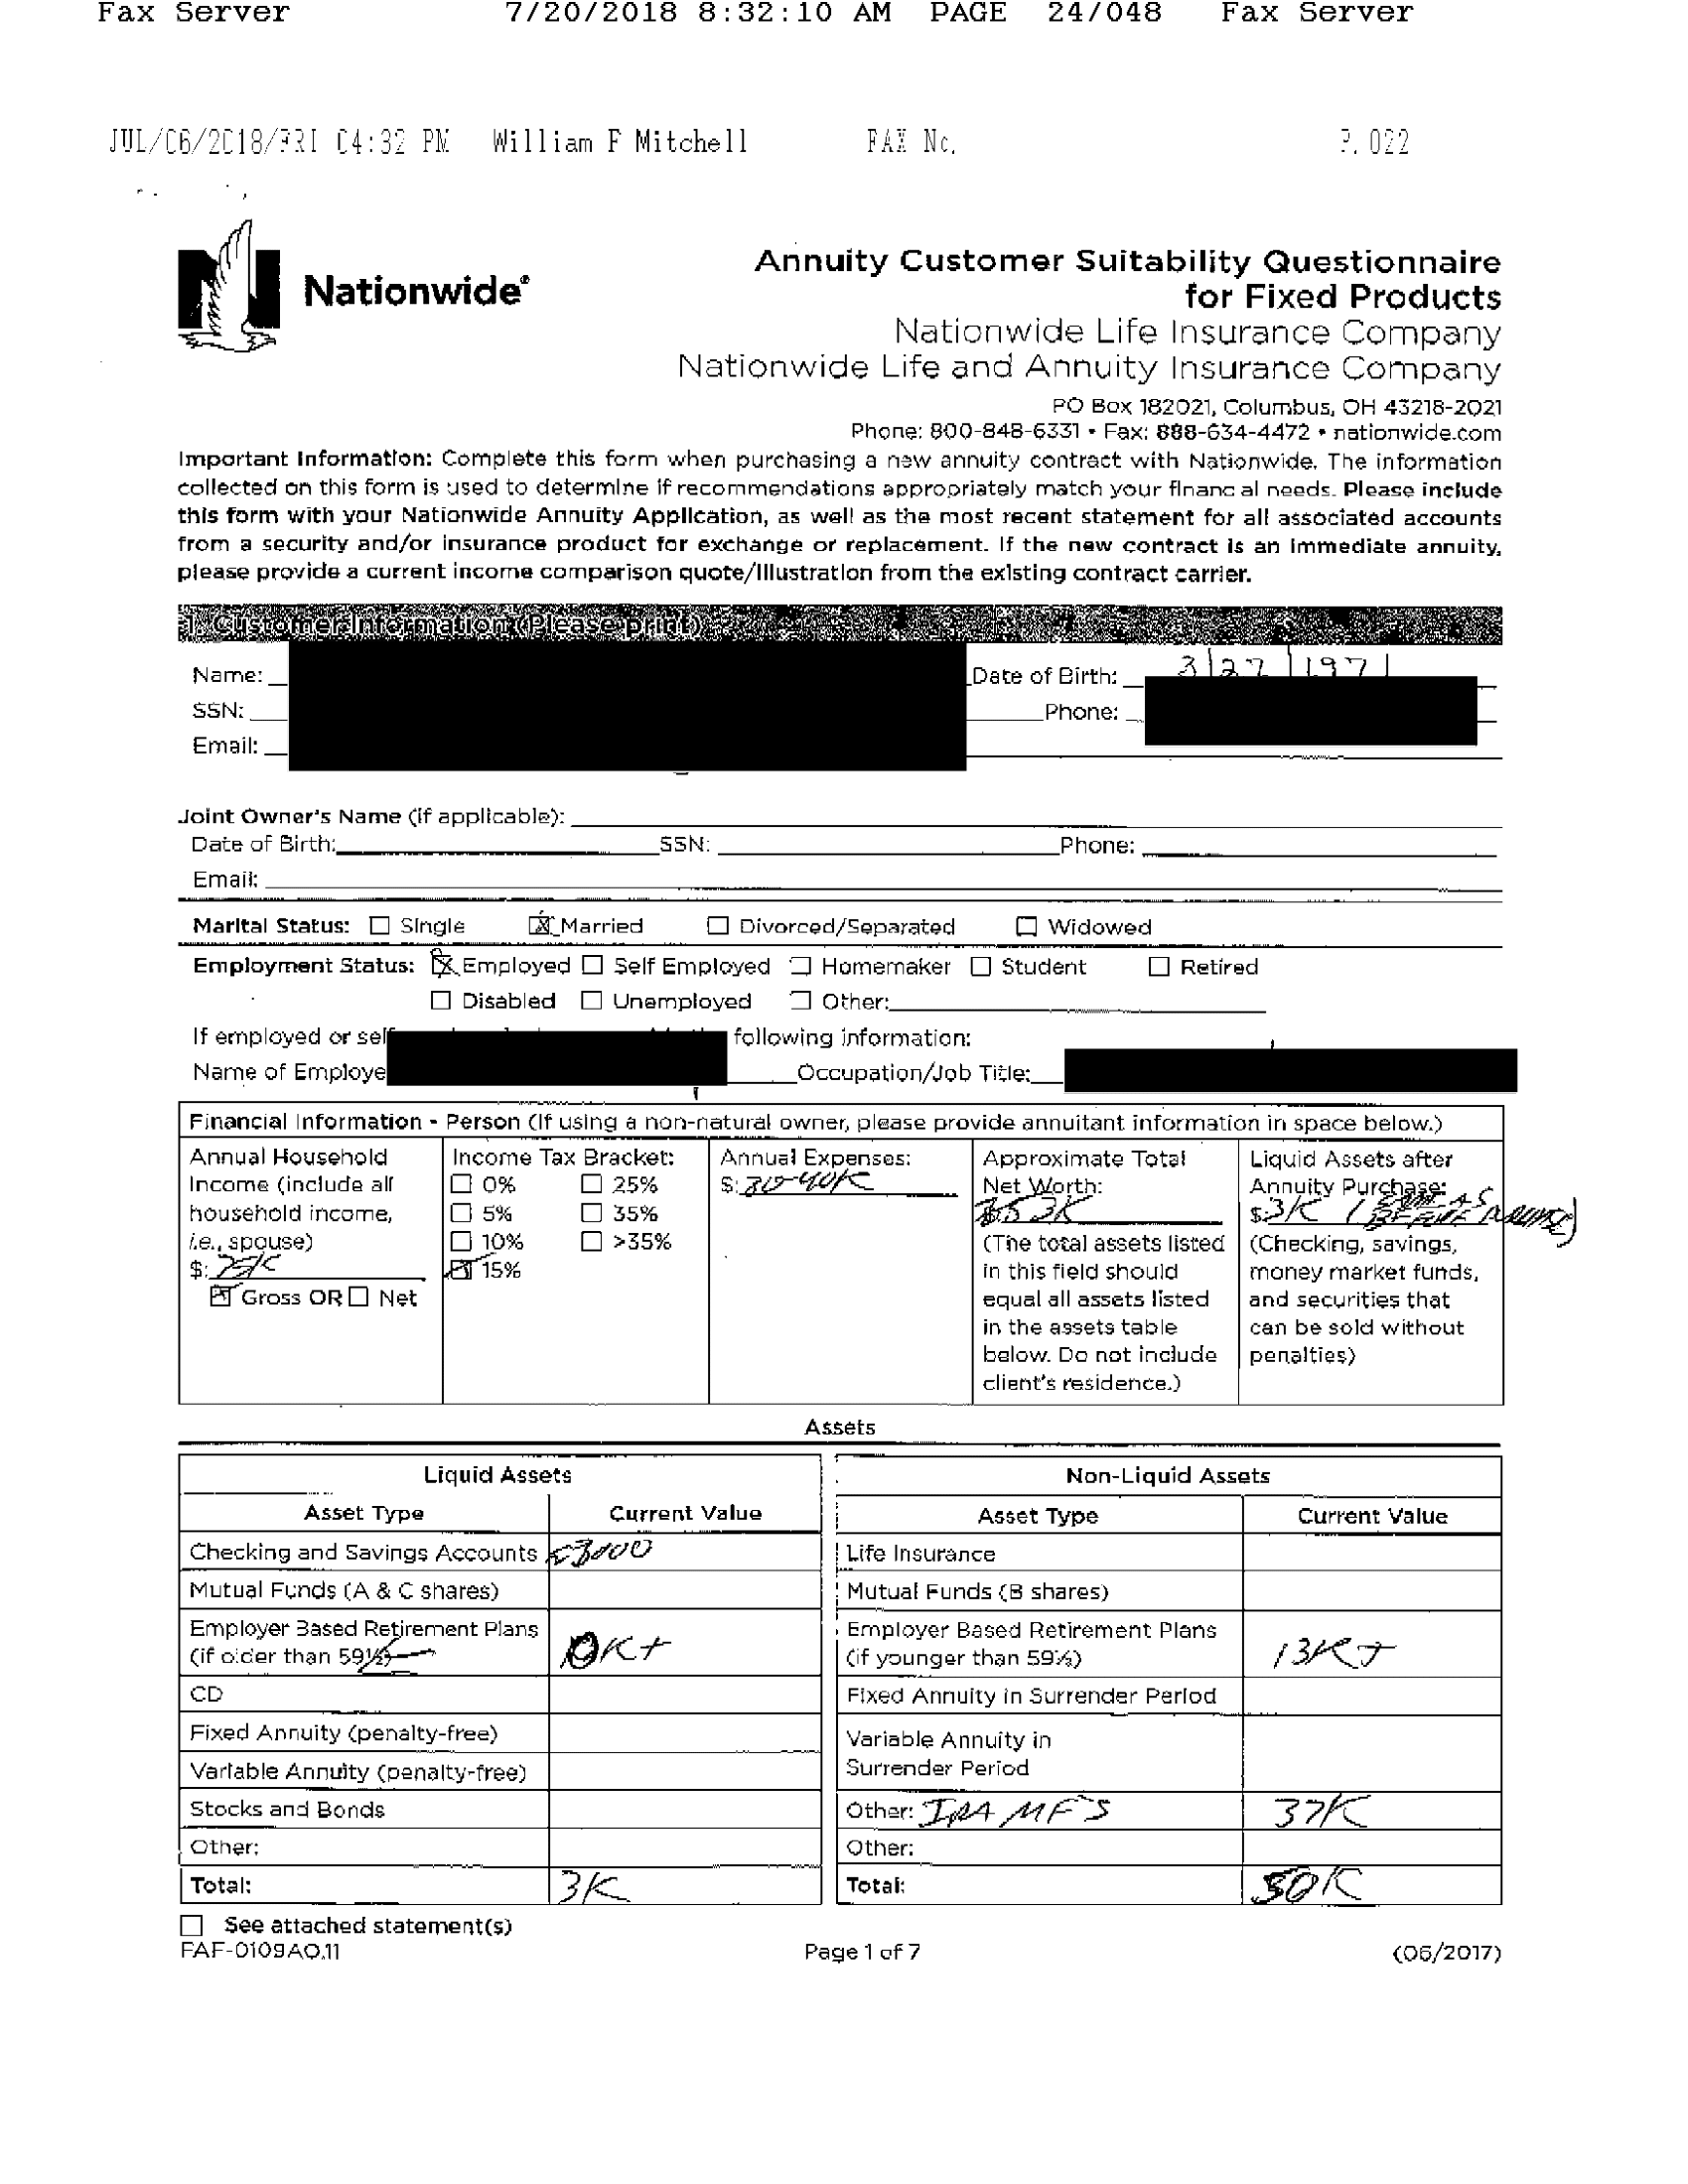 Fax Server 7/20/2018 8:32:10 AM PAGE 24/048 Fax Server
JUL/06/2018/FRI 04:32 PM William F Mitchell FAX No. P. 022
Nationwide®
Annuity Customer Suitability Questionnaire
for Fixed Products
Nationwide Life Insurance Company
Nationwide Life and Annuity Insurance Company
PO Box 182021, Columbus, OH 43218-2021
Phone: 800-848-6331 • Fax: 888-634-4472 • nationwide.com
Important Information: Complete this form when purchasing a new annuity contract with Nationwide. The information
collected on this form is used to determine if recommendations appropriately match your financ al needs. Please include
this form with your Nationwide Annuity Application, as well as the most recent statement for all associated accounts
from a security and/or insurance product for exchange or replacement. If the new contract is an immediate annuity,
please provide a current income comparison quote/illustration from the existing contract carrier.
1. Customer Information (Please print)
Name: Date of Birth: 3/27/1971
SSN: Phone:
Email:
Joint Owner's Name (if applicable):
Date of Birth: SSN: Phone:
Email:
Marital Status: ☐ Single ☒ Married ☐ Divorced/Separated ☐ Widowed
Employment Status: ☒ Employed ☐ Self Employed ☐ Homemaker ☐ Student ☐ Retired
☐ Disabled ☐ Unemployed ☐ Other:
If employed or self following information:
Name of Employe Occupation/Job Title:
Financial Information - Person (If using a non-natural owner, please provide annuitant information in space below.)
Annual Household
Income (include all
household income,
i.e., spouse)
$:
☒ Gross OR ☐ Net
Income Tax Bracket:
☐ 0% ☐ 25%
☐ 5% ☐ 35%
☐ 10% ☐ >35%
☒ 15%
Annual Expenses:
$: 30-40K
Approximate Total
Net Worth:
$: 53K
(The total assets listed
in this field should
equal all assets listed
in the assets table
below. Do not include
client's residence.)
Liquid Assets after
Annuity Purchase:
$: 3K (SAME AS BEFORE
(Checking, savings,
money market funds,
and securities that
can be sold without
penalties)
Assets
Liquid Assets
Asset Type Current Value
Checking and Savings Accounts <3000
Mutual Funds (A & C shares)
Employer Based Retirement Plans
(if older than 59½) 0K+
CD
Fixed Annuity (penalty-free)
Variable Annuity (penalty-free)
Stocks and Bonds
Other:
Total: 3K
Non-Liquid Assets
Asset Type Current Value
Life Insurance
Mutual Funds (B shares)
Employer Based Retirement Plans
(if younger than 59½) 13K+
Fixed Annuity in Surrender Period
Variable Annuity in
Surrender Period
Other: IRA MF'S 37K
Other:
Total: 50K
☐ See attached statement(s)
FAF-0109AO.11 Page 1 of 7 (06/2017)